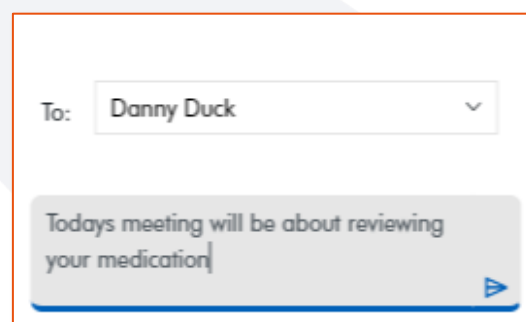 To: Danny Duck
Todays meeting will be about reviewing
your medication